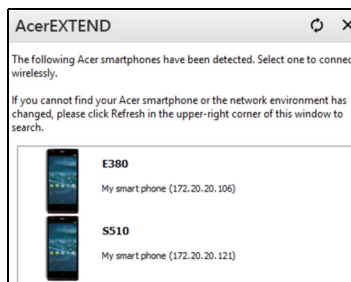 AcerEXTEND
The following Acer smartphones have been detected. Select one to connec
wirelessly.
If you cannot find your Acer smartphone or the network environment has
changed, please click Refresh in the upper-right corner of this window to
search.
E380
My smart phone (172.20.20.106)
S510
My smart phone (172.20.20.121)